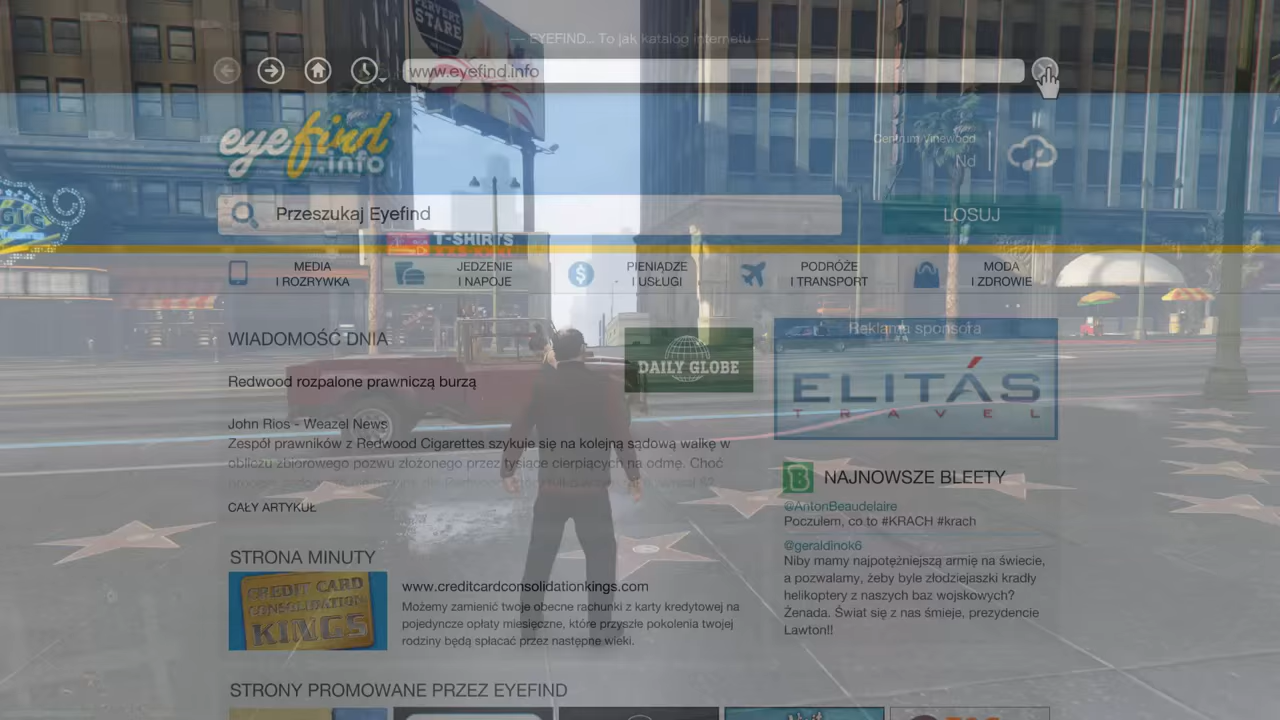 PERVERT
STARE
— EYEFIND... To jak katalog internetu —
www.eyefind.info
eyefind
.info
Centrum Vinewood
Nd
Przeszukaj Eyefind
LOSUJ
T-SHIRTS
MEDIA
I ROZRYWKA
JEDZENIE
I NAPOJE
PIENIĄDZE
I USŁUGI
PODRÓŻE
I TRANSPORT
MODA
I ZDROWIE
WIADOMOŚĆ DNIA
DAILY GLOBE
Redwood rozpalone prawniczą burzą
John Rios - Weazel News
Zespół prawników z Redwood Cigarettes szykuje się na kolejną sądową walkę w
obliczu zbiorowego pozwu złożonego przez tysiące cierpiących na odmę. Choć
CAŁY ARTYKUŁ
Reklama sponsora
ELITÁS
TRAVEL
NAJNOWSZE BLEETY
@AntonBeaudelaire
Poczułem, co to #KRACH #krach
@geraldinok6
Niby mamy najpotężniejszą armię na świecie,
a pozwalamy, żeby byle złodziejaszki kradły
helikoptery z naszych baz wojskowych?
Żenada. Świat się z nas śmieje, prezydencie
Lawton!!
STRONA MINUTY
CREDIT CARD
CONSOLIDATION
KINGS
www.creditcardconsolidationkings.com
Możemy zamienić twoje obecne rachunki z karty kredytowej na
pojedyncze opłaty miesięczne, które przyszłe pokolenia twojej
rodziny będą spłacać przez następne wieki.
STRONY PROMOWANE PRZEZ EYEFIND